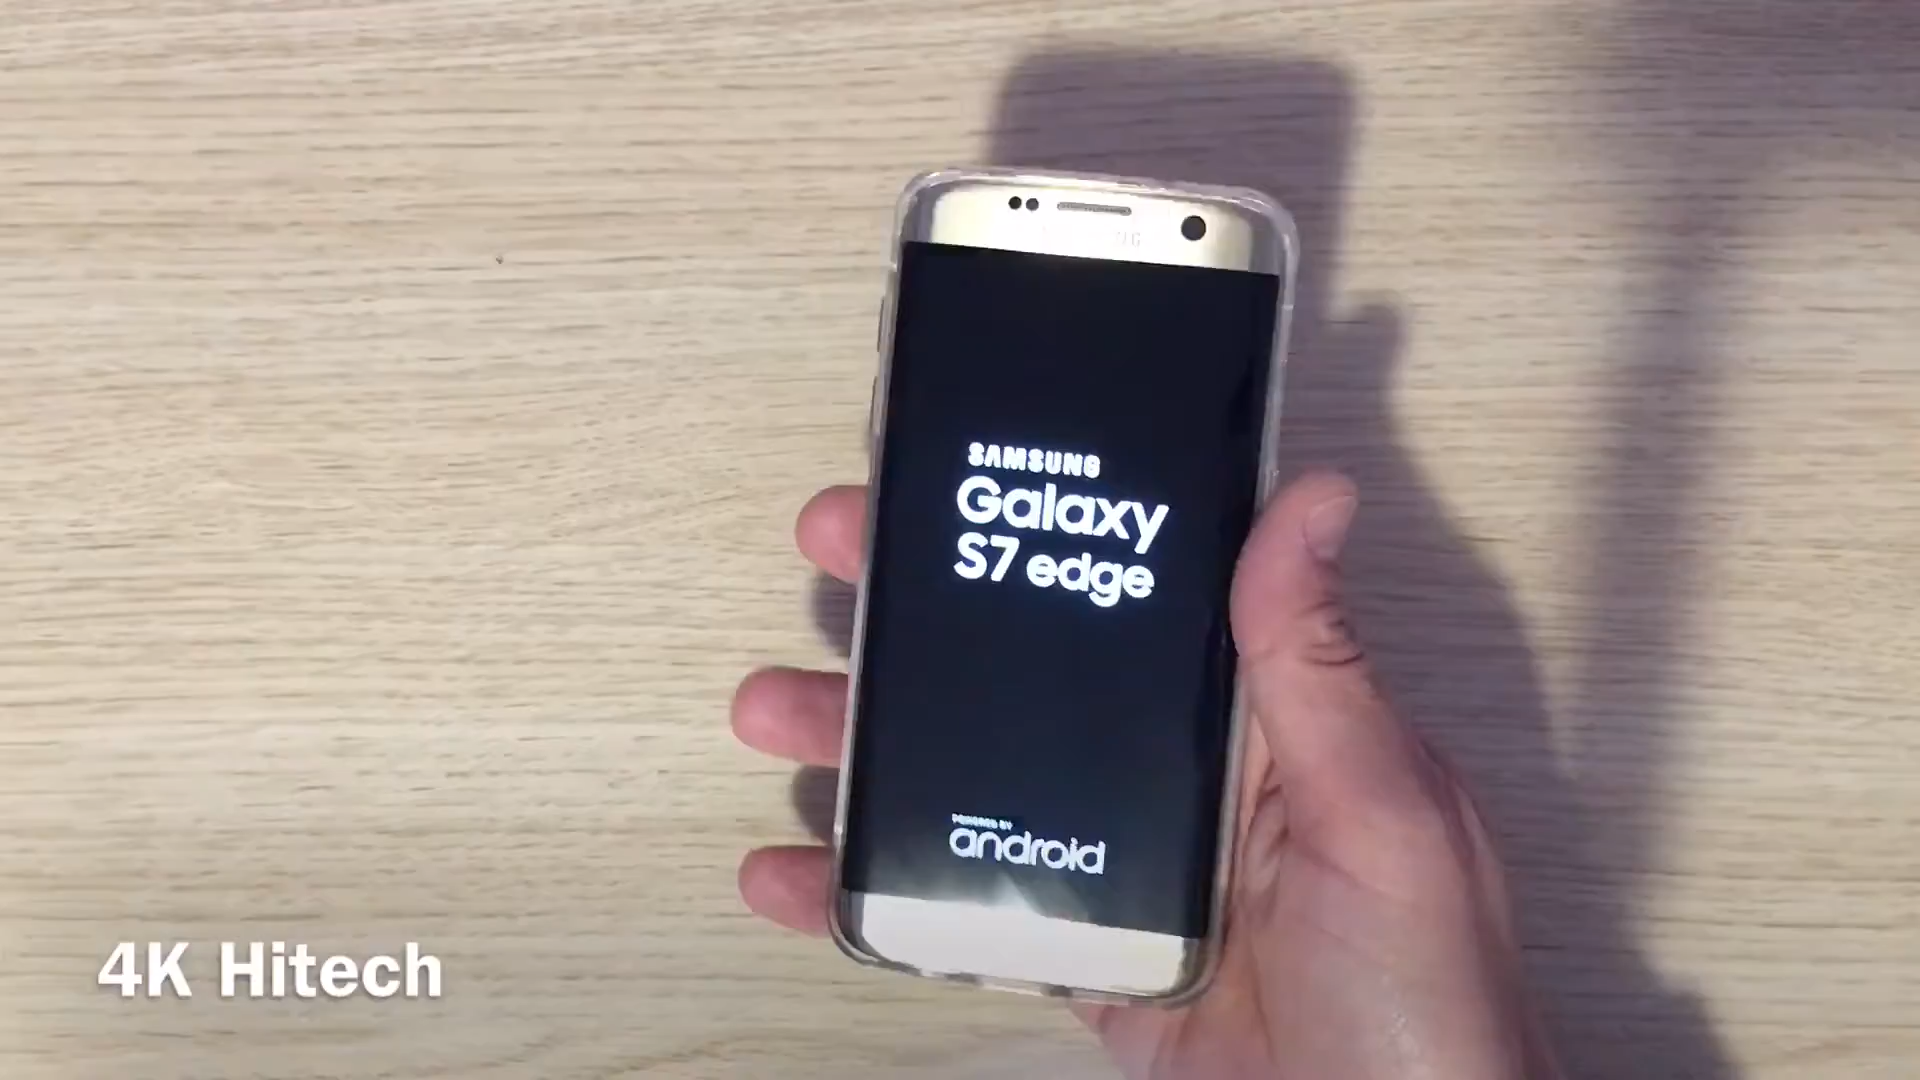 SAMSUNG
Galaxy
S7 edge
POWERED BY
android
4K Hitech